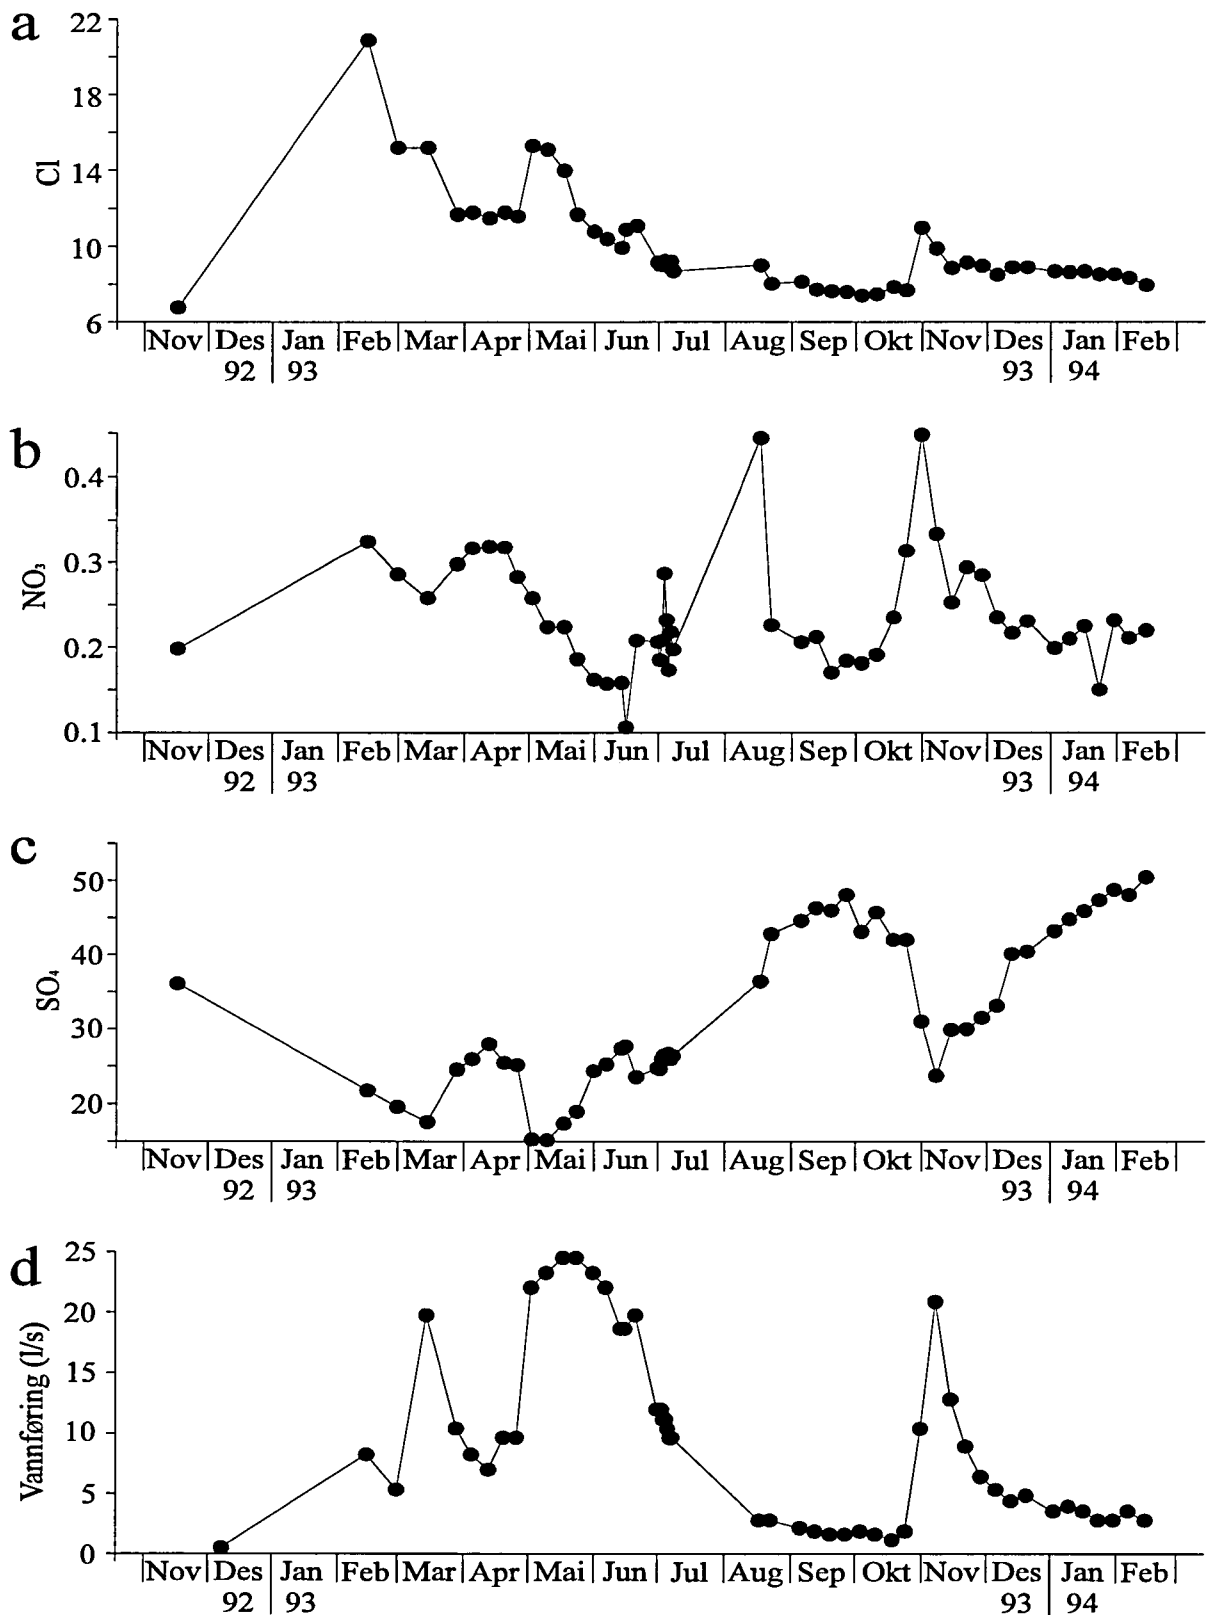 a
22
18
14
10
6
Cl
Nov Des Jan Feb Mar Apr Mai Jun Jul Aug Sep Okt Nov Des Jan Feb
92 93 93 94
b
0.4
0.3
0.2
0.1
NO₃
Nov Des Jan Feb Mar Apr Mai Jun Jul Aug Sep Okt Nov Des Jan Feb
92 93 93 94
c
50
40
30
20
SO₄
Nov Des Jan Feb Mar Apr Mai Jun Jul Aug Sep Okt Nov Des Jan Feb
92 93 93 94
d
25
20
15
10
5
0
Vannføring (l/s)
Nov Des Jan Feb Mar Apr Mai Jun Jul Aug Sep Okt Nov Des Jan Feb
92 93 93 94